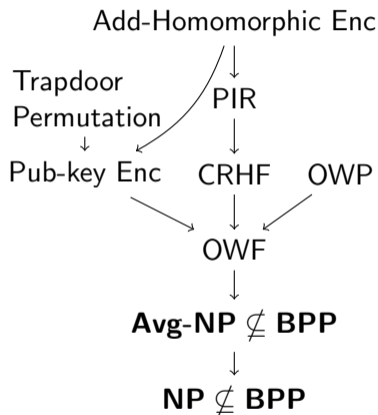 Add-Homomorphic Enc
Trapdoor
Permutation
PIR
Pub-key Enc
CRHF
OWP
OWF
Avg-NP ⊈ BPP
NP ⊈ BPP